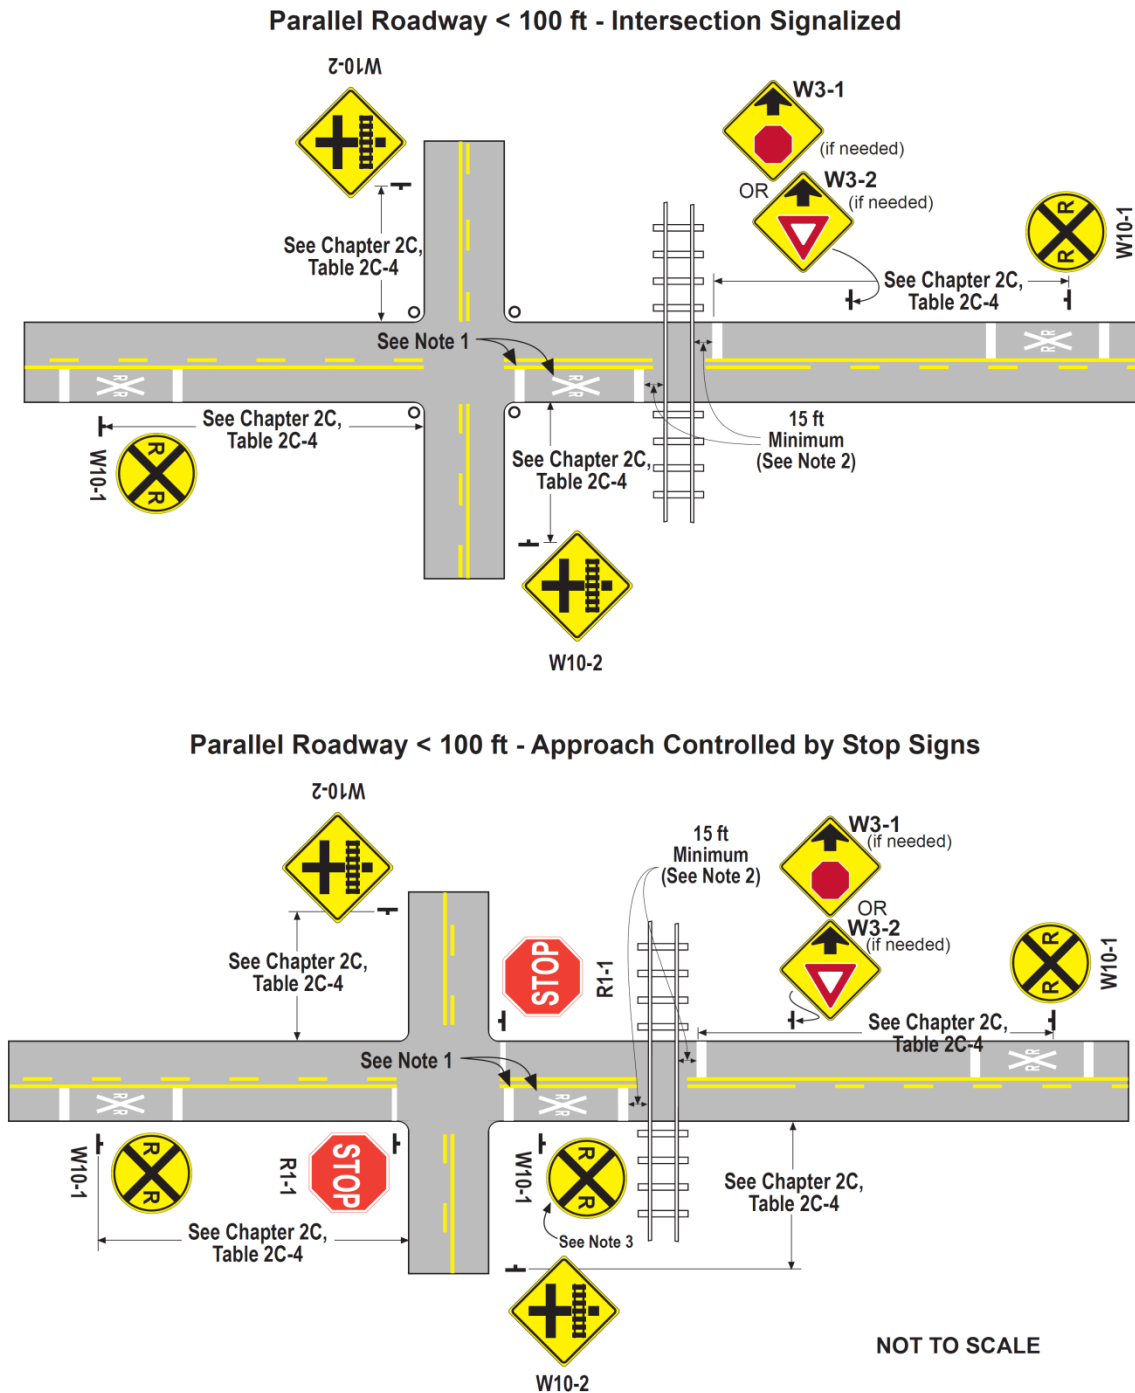 Parallel Roadway < 100 ft - Intersection Signalized
W10-2
W3-1
(if needed)
OR
W3-2
(if needed)
R R
W10-1
See Chapter 2C,
Table 2C-4
See Chapter 2C,
Table 2C-4
See Note 1
R R
R R
R R
See Chapter 2C,
Table 2C-4
15 ft
Minimum
(See Note 2)
See Chapter 2C,
Table 2C-4
W10-1
R R
W10-2
Parallel Roadway < 100 ft - Approach Controlled by Stop Signs
W10-2
15 ft
Minimum
(See Note 2)
W3-1
(if needed)
OR
W3-2
(if needed)
STOP
R1-1
R R
W10-1
See Chapter 2C,
Table 2C-4
See Chapter 2C,
Table 2C-4
See Note 1
R R
R R
R R
W10-1
R R
R1-1
STOP
W10-1
R R
See Chapter 2C,
Table 2C-4
See Chapter 2C,
Table 2C-4
See Note 3
NOT TO SCALE
W10-2